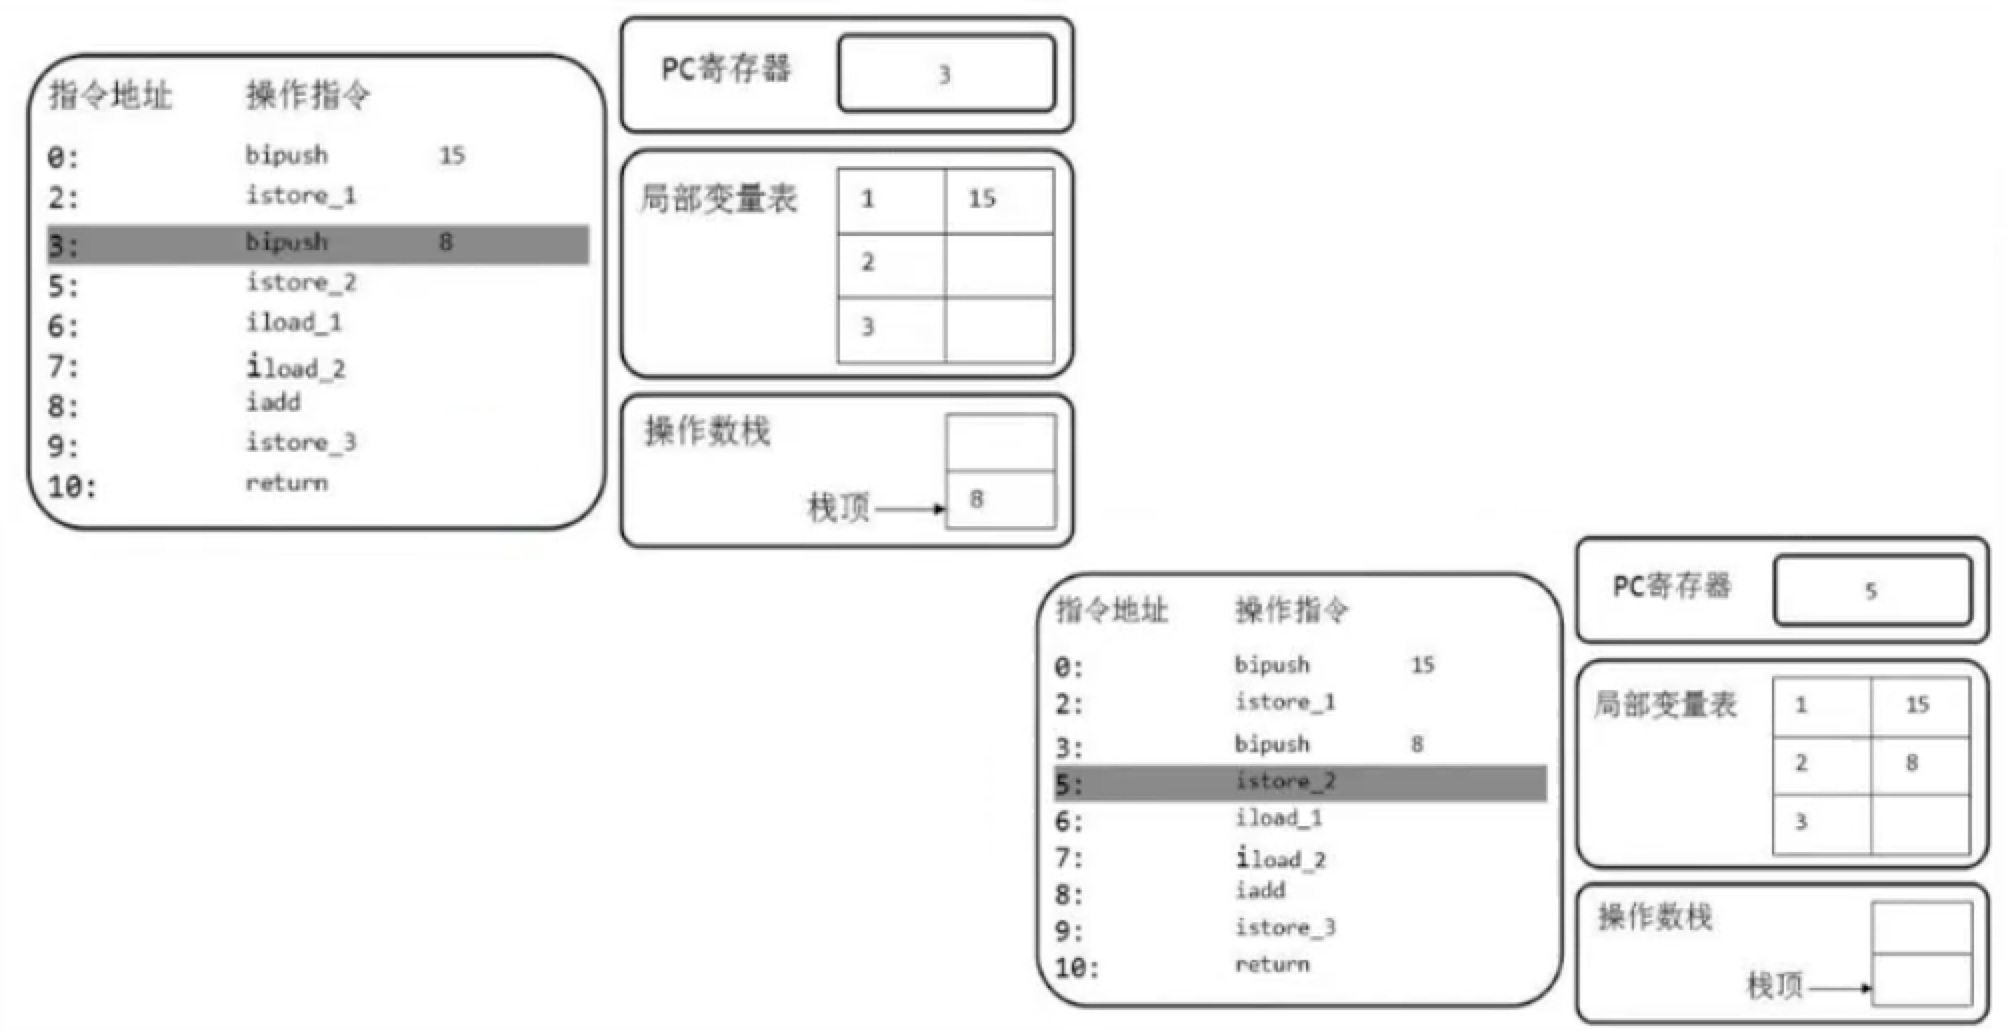 指令地址 操作指令
0: bipush 15
2: istore_1
3: bipush 8
5: istore_2
6: iload_1
7: iload_2
8: iadd
9: istore_3
10: return
PC寄存器 3
局部变量表 1 15
2
3
操作数栈
栈顶 8
指令地址 操作指令
0: bipush 15
2: istore_1
3: bipush 8
5: istore_2
6: iload_1
7: iload_2
8: iadd
9: istore_3
10: return
PC寄存器 5
局部变量表 1 15
2 8
3
操作数栈
栈顶